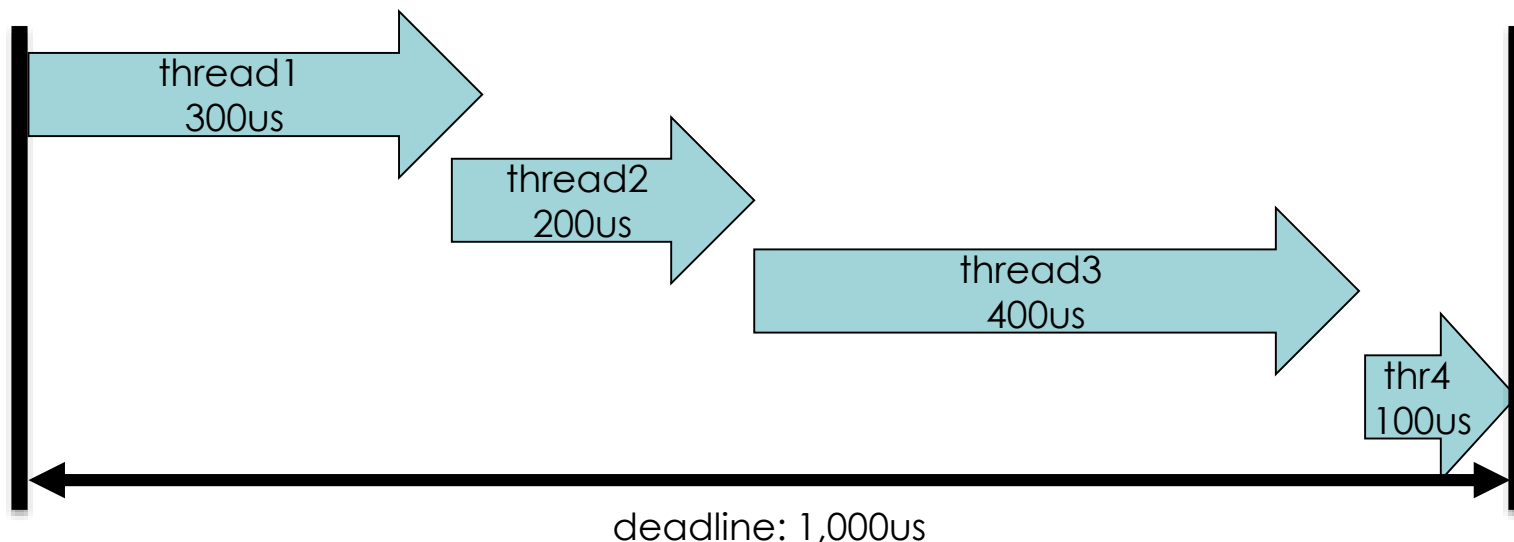 thread1
300us
thread2
200us
thread3
400us
thr4
100us
deadline: 1,000us